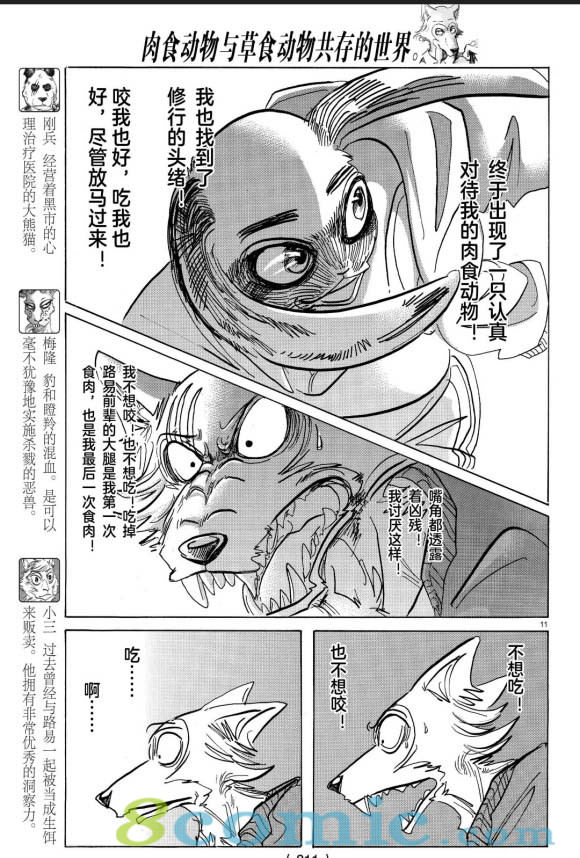 肉食动物与草食动物共存的世界
终于出现了一只认真
对待我的肉食动物！
我也找到了
修行的头绪！
咬我也好，吃我也
好，尽管放马过来！
嘴角都透露
着凶残！
我讨厌这样！
我不想咬！也不想吃！吃掉
路易前辈的大腿是我第一次
食肉，也是我最后一次食肉！
11
不想吃！
也不想咬！
吃……
啊……
刚兵 经营着黑市的心
理治疗医院的大熊猫。
梅隆 豹和瞪羚的混血。是可以
毫不犹豫地实施杀戮的恶兽。
小三 过去曾经与路易一起被当成生饵
来贩卖。他拥有非常优秀的洞察力。
8comic.com
( 211 )